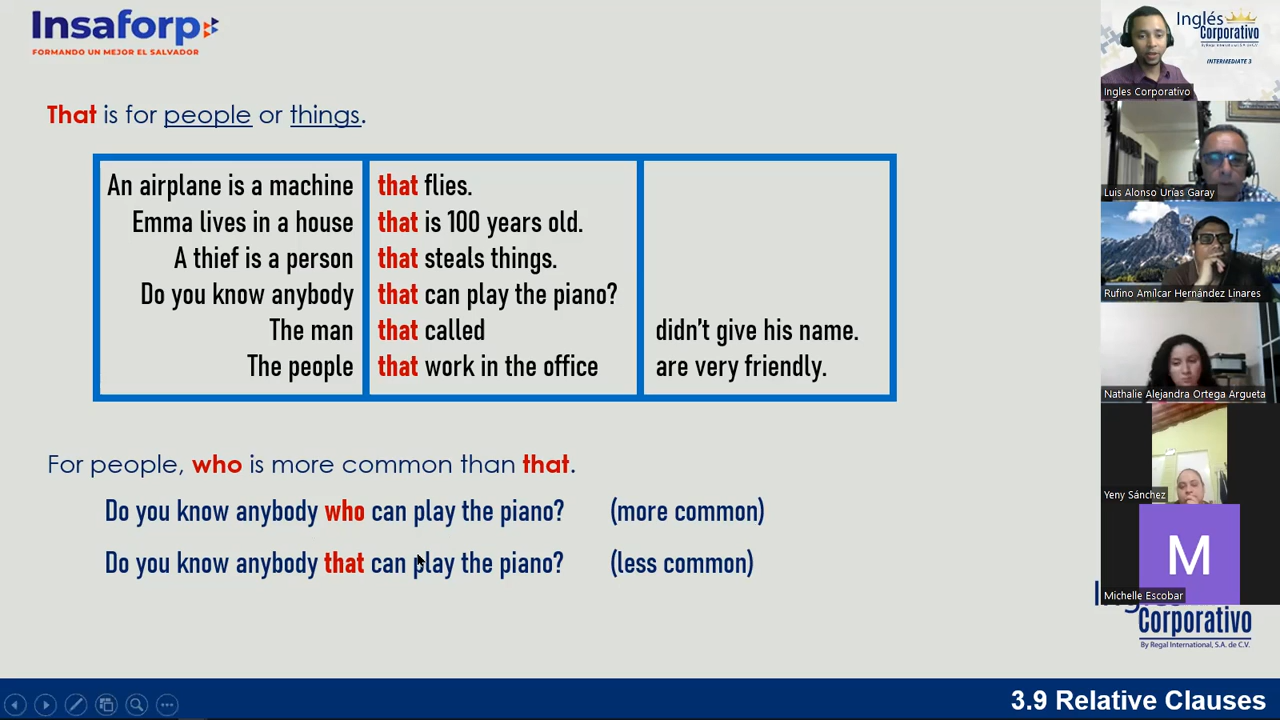 Insaforp
FORMANDO UN MEJOR EL SALVADOR
That is for people or things.
An airplane is a machine that flies.
Emma lives in a house that is 100 years old.
A thief is a person that steals things.
Do you know anybody that can play the piano?
The man that called didn't give his name.
The people that work in the office are very friendly.
For people, who is more common than that.
Do you know anybody who can play the piano? (more common)
Do you know anybody that can play the piano? (less common)
Inglés
Corporativo
INTERMEDIATE 3
Ingles Corporativo
Luis Alonso Urías Garay
Rufino Amílcar Hernández Linares
Nathalie Alejandra Ortega Argueta
Yeny Sánchez
M
Michelle Escobar
Corporativo
By Regal International, S.A. de C.V.
3.9 Relative Clauses